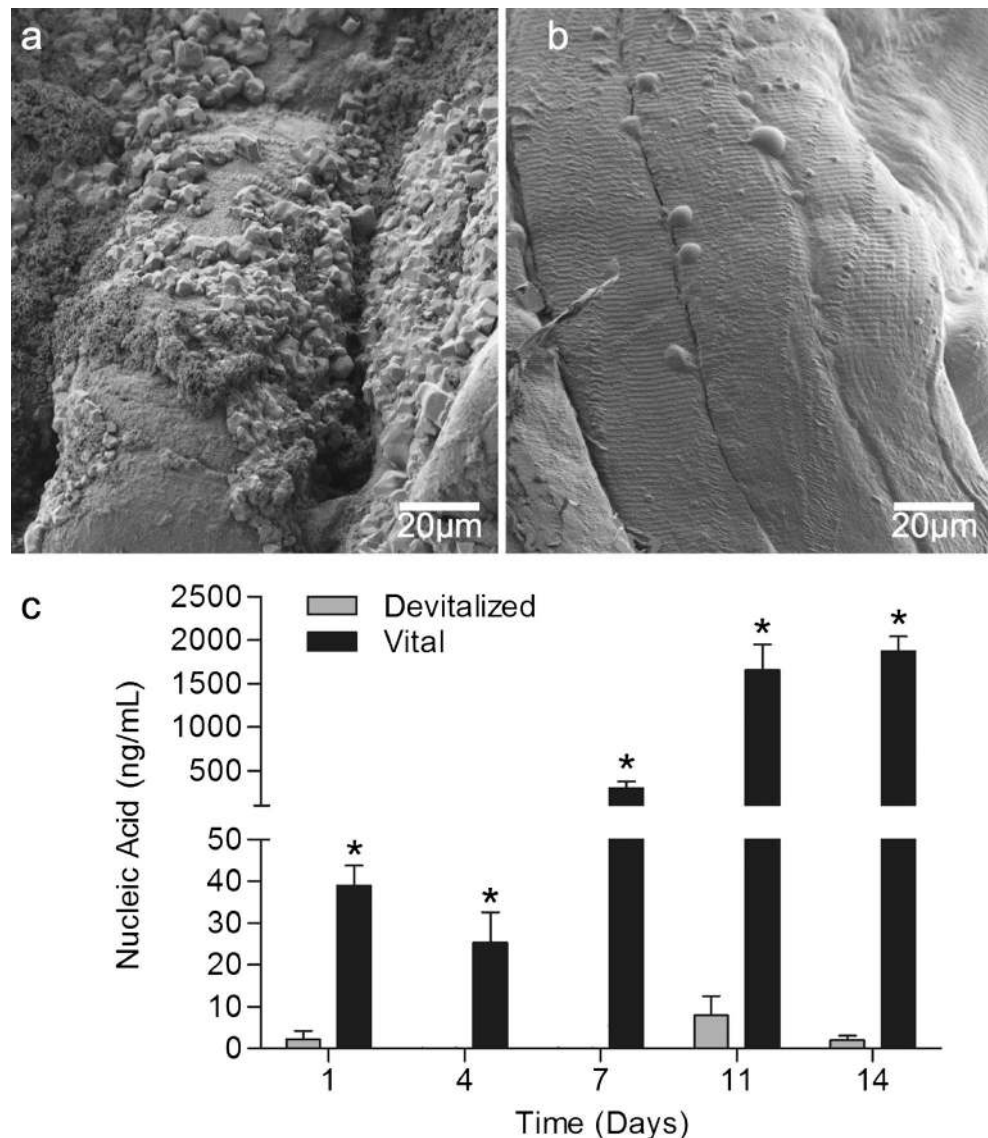 a
b
20µm
20µm
c
Devitalized
Vital
Nucleic Acid (ng/mL)
2500
2000
1500
1000
500
50
40
30
20
10
0
* * * * *
1 4 7 11 14
Time (Days)